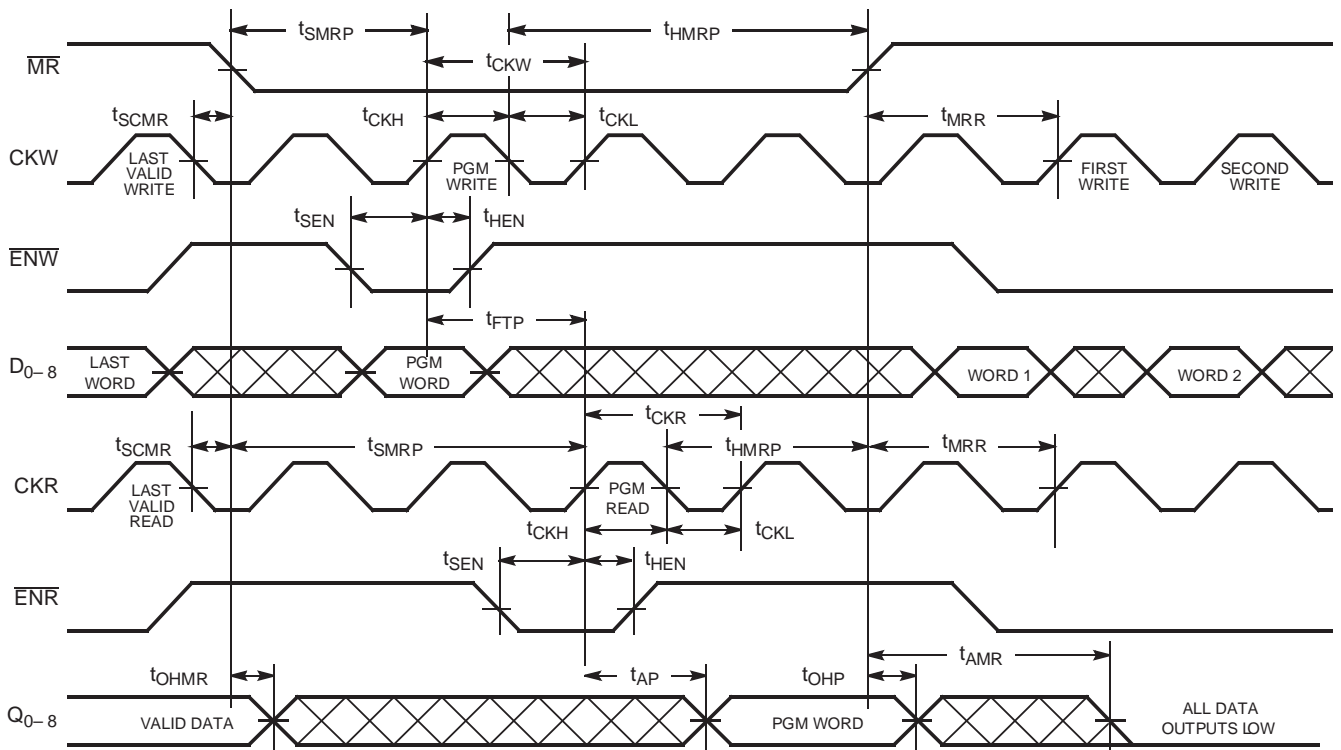 tSMRP
tHMRP
MR
tCKW
tSCMR
tCKH
tCKL
tMRR
CKW
LAST
VALID
WRITE
PGM
WRITE
FIRST
WRITE
SECOND
WRITE
tSEN
tHEN
ENW
tFTP
D0–8
LAST
WORD
PGM
WORD
WORD 1
WORD 2
tCKR
tSCMR
tSMRP
tHMRP
tMRR
CKR
LAST
VALID
READ
PGM
READ
tCKH
tCKL
tSEN
tHEN
ENR
tAMR
tOHMR
tAP
tOHP
Q0–8
VALID DATA
PGM WORD
ALL DATA
OUTPUTS LOW